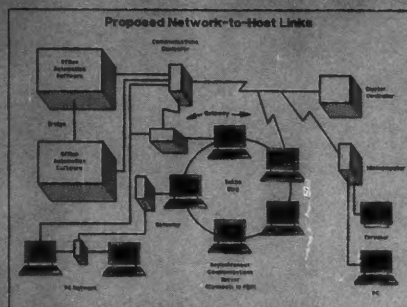 Proposed Network-to-Host Links
Communications
Controller
Office
Automation
Software
Cluster
Controller
Gateway
Bridge
Office
Automation
Software
Token
Ring
Minicomputer
Gateway
Terminal
Asynchronous
Communications
Server
PC Network
PC